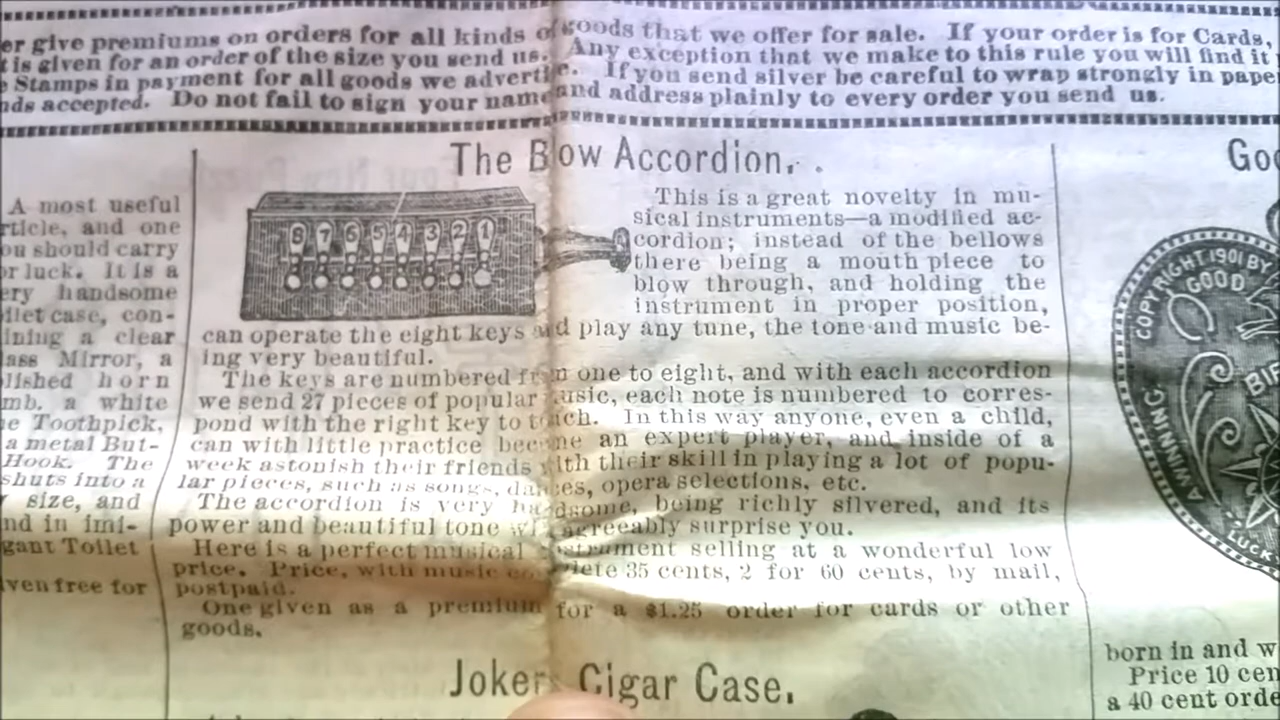 er give premiums on orders for all kinds of goods that we offer for sale. If your order is for Cards,
t is given for an order of the size you send us. Any exception that we make to this rule you will find it
e Stamps in payment for all goods we advertise. If you send silver be careful to wrap strongly in pape
nds accepted. Do not fail to sign your name and address plainly to every order you send us.
A most useful
rticle, and one
ou should carry
or luck. It is a
ery handsome
ilet case, con-
ining a clear
lass Mirror, a
lished horn
mb, a white
e Toothpick,
a metal But-
Hook. The
shuts into a
r size, and
nd in imi-
gant Toilet
iven free for
The Blow Accordion.
8 7 6 5 4 3 2 1
This is a great novelty in mu-
sical instruments—a modified ac-
cordion; instead of the bellows
there being a mouth piece to
blow through, and holding the
instrument in proper position,
can operate the eight keys and play any tune, the tone and music be-
ing very beautiful.
The keys are numbered from one to eight, and with each accordion
we send 27 pieces of popular music, each note is numbered to corres-
pond with the right key to touch. In this way anyone, even a child,
can with little practice become an expert player, and inside of a
week astonish their friends with their skill in playing a lot of popu-
lar pieces, such as songs, dances, opera selections, etc.
The accordion is very handsome, being richly silvered, and its
power and beautiful tone will agreeably surprise you.
Here is a perfect musical instrument selling at a wonderful low
price. Price, with music complete 35 cents, 2 for 60 cents, by mail,
postpaid.
One given as a premium for a $1.25 order for cards or other
goods.
Joker Cigar Case.
Goo
COPYRIGHT 1901 BY
GOOD
BIR
A WINNING
LUCK
born in and w
Price 10 cen
a 40 cent orde